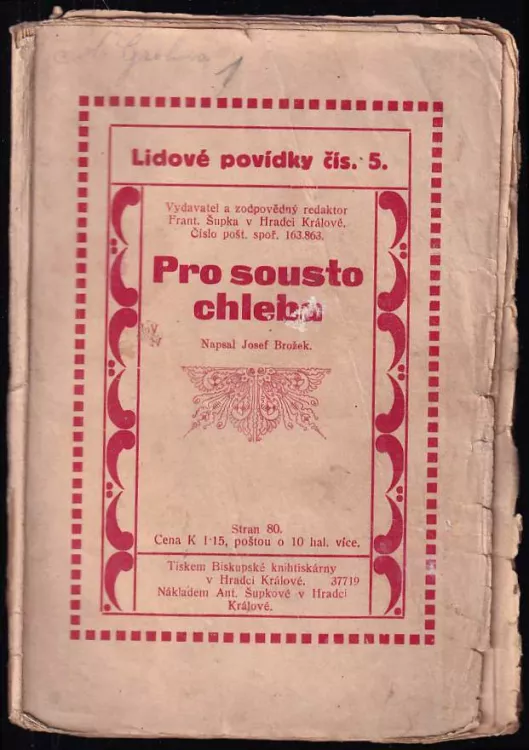 1
Lidové povídky čís. 5.
Vydavatel a zodpovědný redaktor
Frant. Šupka v Hradci Králové.
Číslo pošt. spoř. 163.863.
Pro sousto
chleba
Napsal Josef Brožek.
Stran 80.
Cena K 1·15, poštou o 10 hal. více.
Tiskem Biskupské knihtiskárny
v Hradci Králové. 37719
Nákladem Ant. Šupkové v Hradci
Králové.